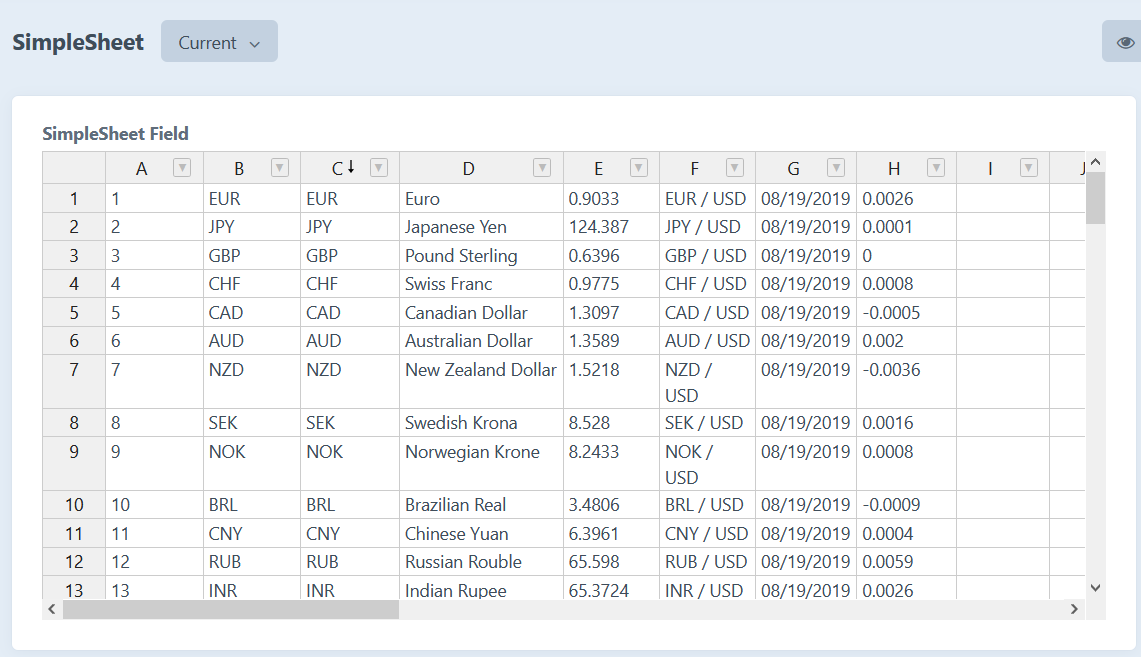 SimpleSheet Current
SimpleSheet Field
A B C↓ D E F G H I J
1 1 EUR EUR Euro 0.9033 EUR / USD 08/19/2019 0.0026
2 2 JPY JPY Japanese Yen 124.387 JPY / USD 08/19/2019 0.0001
3 3 GBP GBP Pound Sterling 0.6396 GBP / USD 08/19/2019 0
4 4 CHF CHF Swiss Franc 0.9775 CHF / USD 08/19/2019 0.0008
5 5 CAD CAD Canadian Dollar 1.3097 CAD / USD 08/19/2019 -0.0005
6 6 AUD AUD Australian Dollar 1.3589 AUD / USD 08/19/2019 0.002
7 7 NZD NZD New Zealand Dollar 1.5218 NZD / 08/19/2019 -0.0036
USD
8 8 SEK SEK Swedish Krona 8.528 SEK / USD 08/19/2019 0.0016
9 9 NOK NOK Norwegian Krone 8.2433 NOK / 08/19/2019 0.0008
USD
10 10 BRL BRL Brazilian Real 3.4806 BRL / USD 08/19/2019 -0.0009
11 11 CNY CNY Chinese Yuan 6.3961 CNY / USD 08/19/2019 0.0004
12 12 RUB RUB Russian Rouble 65.598 RUB / USD 08/19/2019 0.0059
13 13 INR INR Indian Rupee 65.3724 INR / USD 08/19/2019 0.0026